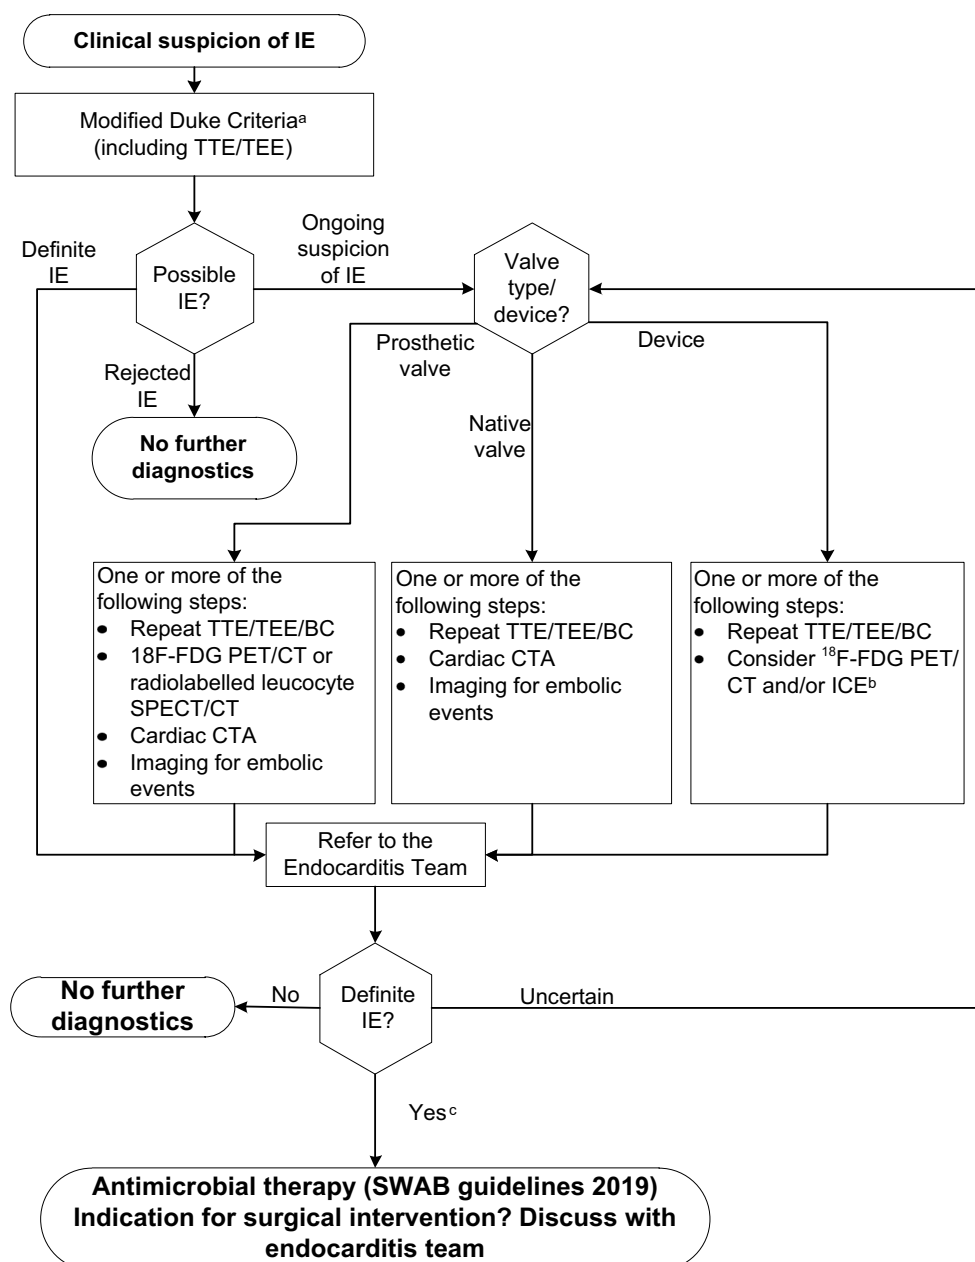 Clinical suspicion of IE
Modified Duke Criteriaᵃ
(including TTE/TEE)
Definite
IE
Possible
IE?
Ongoing
suspicion
of IE
Valve
type/
device?
Rejected
IE
No further
diagnostics
Prosthetic
valve
Native
valve
Device
One or more of the
following steps:
• Repeat TTE/TEE/BC
• 18F-FDG PET/CT or
radiolabelled leucocyte
SPECT/CT
• Cardiac CTA
• Imaging for embolic
events
One or more of the
following steps:
• Repeat TTE/TEE/BC
• Cardiac CTA
• Imaging for embolic
events
One or more of the
following steps:
• Repeat TTE/TEE/BC
• Consider ¹⁸F-FDG PET/
CT and/or ICEᵇ
Refer to the
Endocarditis Team
No further
diagnostics
No
Definite
IE?
Uncertain
Yesᶜ
Antimicrobial therapy (SWAB guidelines 2019)
Indication for surgical intervention? Discuss with
endocarditis team